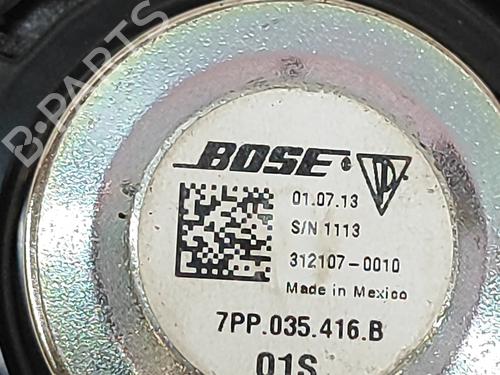 B-PARTS
BOSE®
01.07.13
S/N 1113
312107-0010
Made in Mexico
7PP.035.416.B
01S